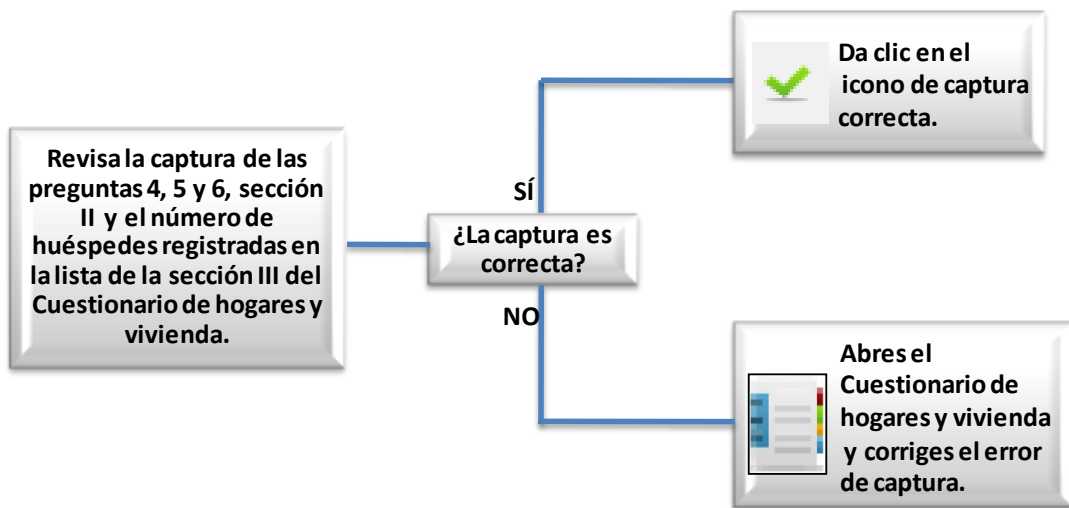 Revisa la captura de las
preguntas 4, 5 y 6, sección
II y el número de
huéspedes registradas en
la lista de la sección III del
Cuestionario de hogares y
vivienda.
¿La captura es
correcta?
SÍ
Da clic en el
icono de captura
correcta.
NO
Abres el
Cuestionario de
hogares y vivienda
y corriges el error
de captura.